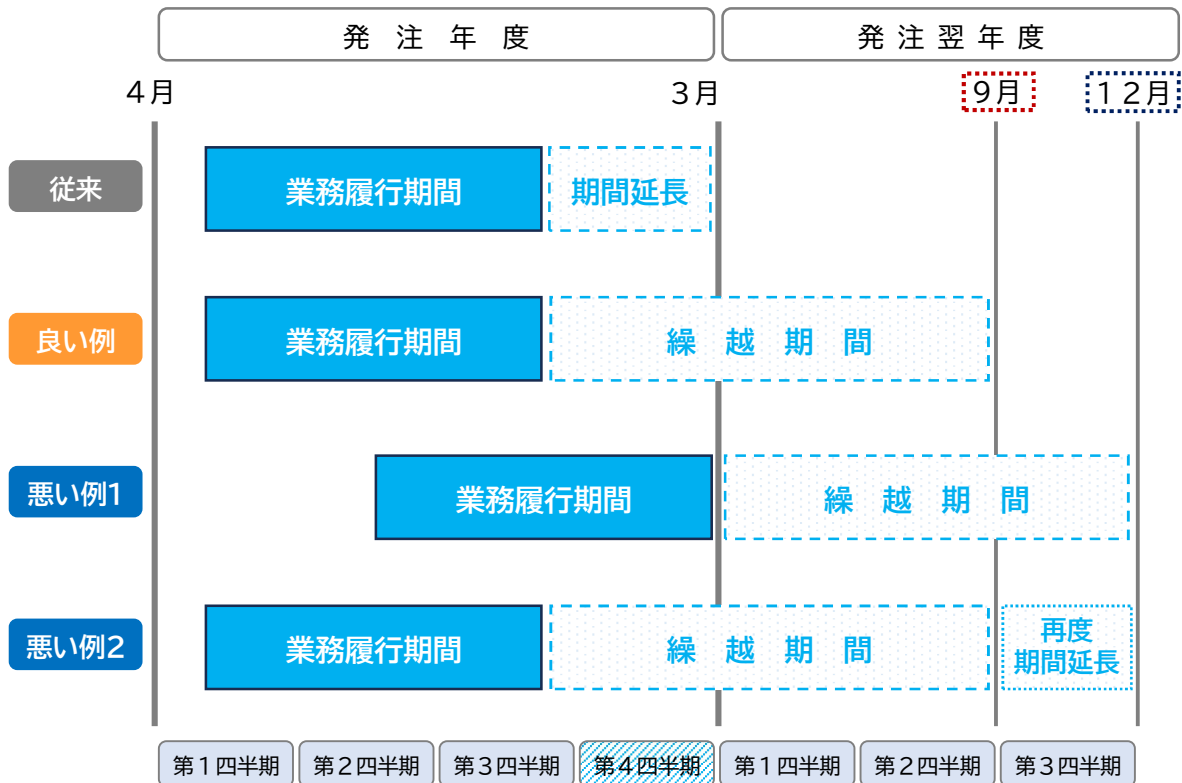 発注年度
発注翌年度
４月
３月
９月
１２月
従来
業務履行期間
期間延長
良い例
業務履行期間
繰越期間
悪い例1
業務履行期間
繰越期間
悪い例2
業務履行期間
繰越期間
再度
期間延長
第１四半期
第２四半期
第３四半期
第４四半期
第１四半期
第２四半期
第３四半期